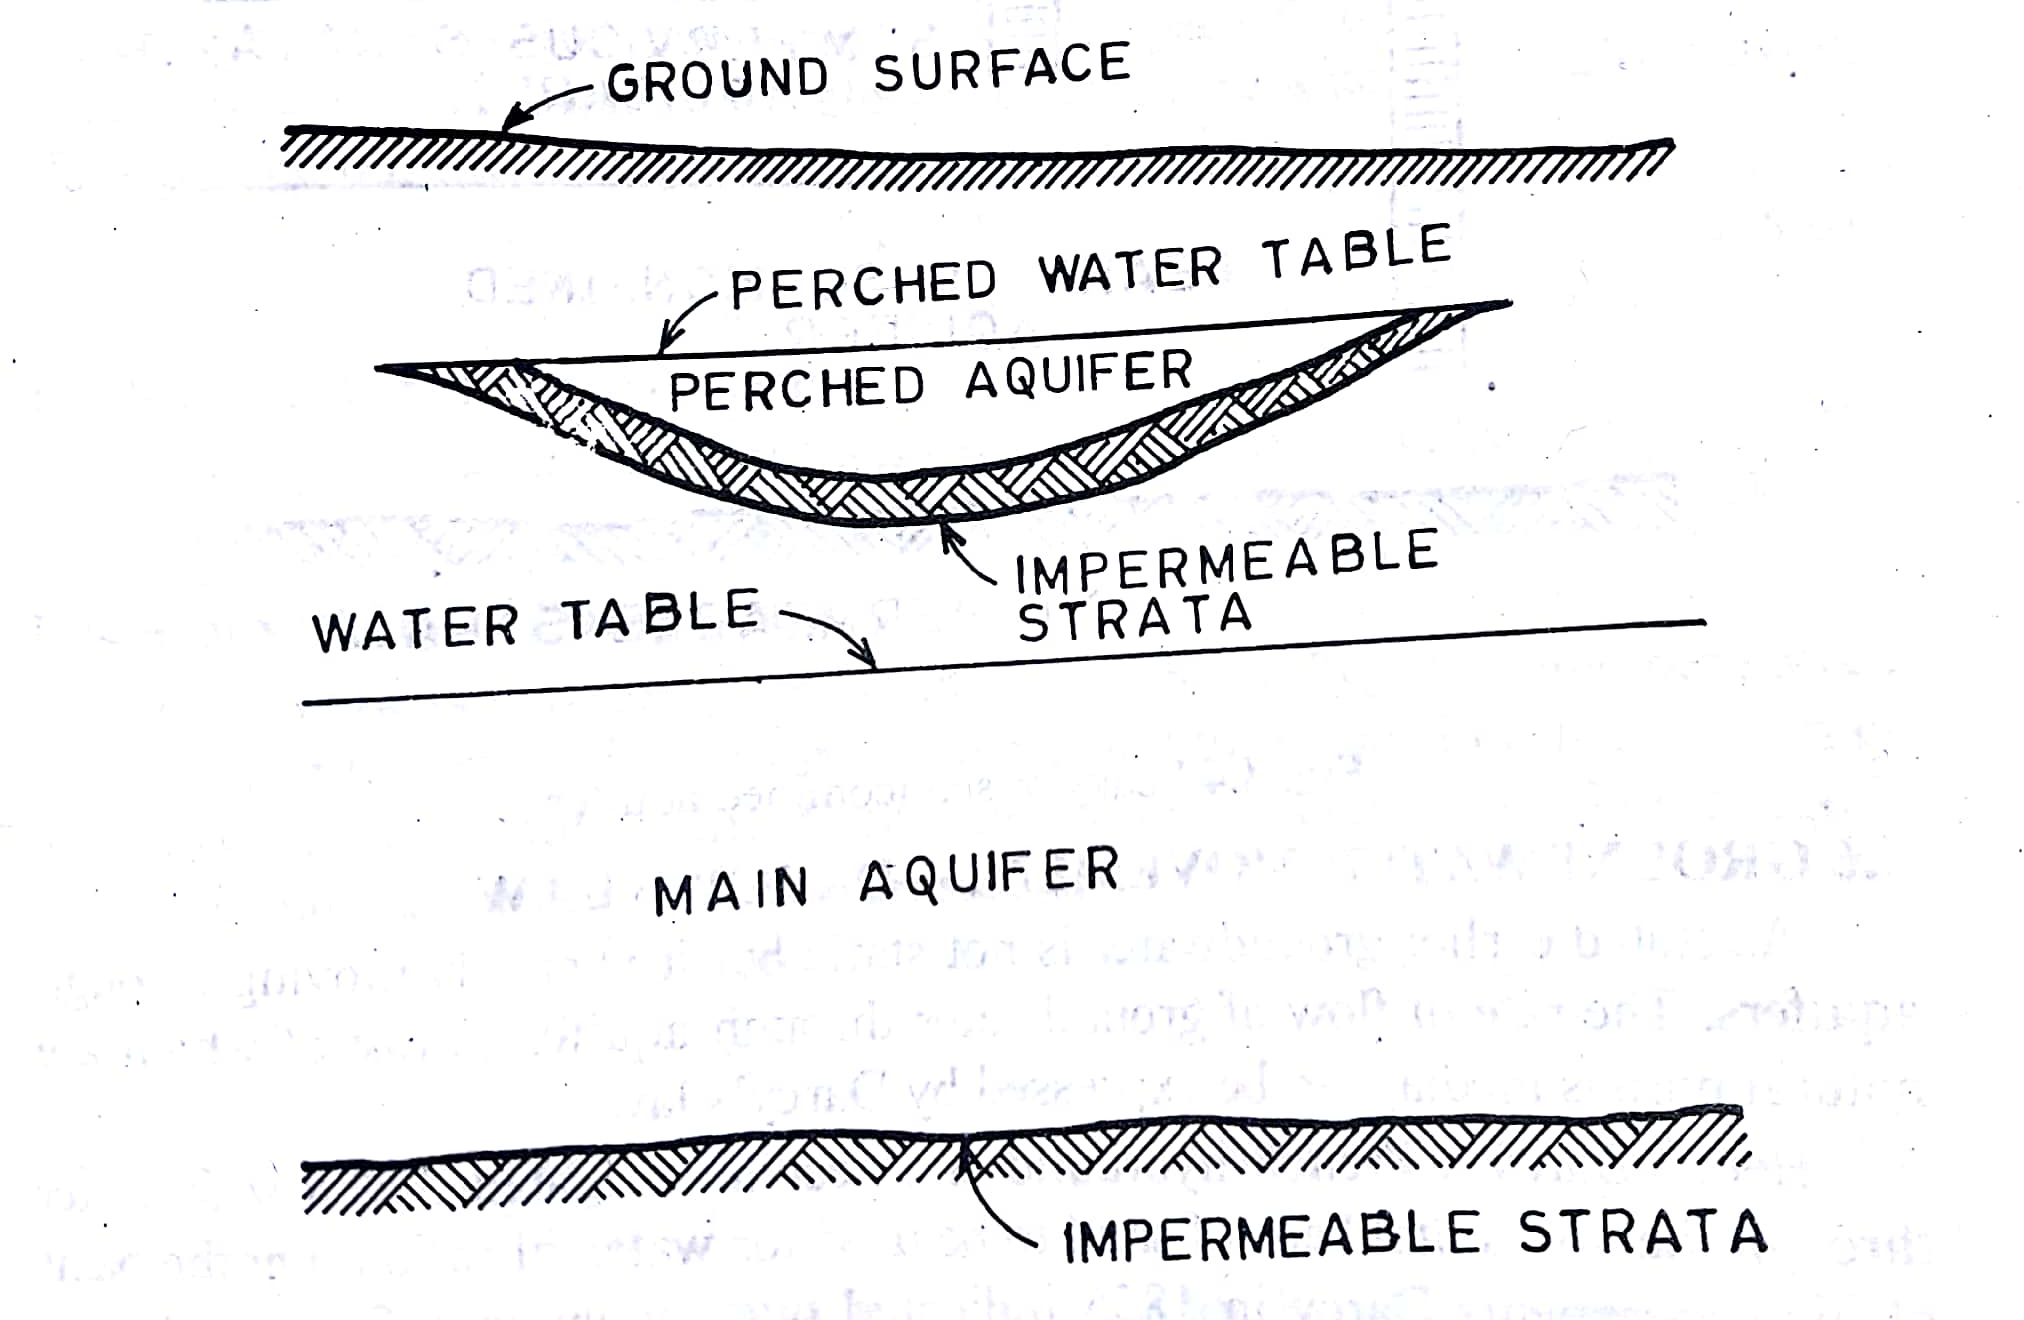 GROUND SURFACE
PERCHED WATER TABLE
PERCHED AQUIFER
IMPERMEABLE
STRATA
WATER TABLE
MAIN AQUIFER
IMPERMEABLE STRATA